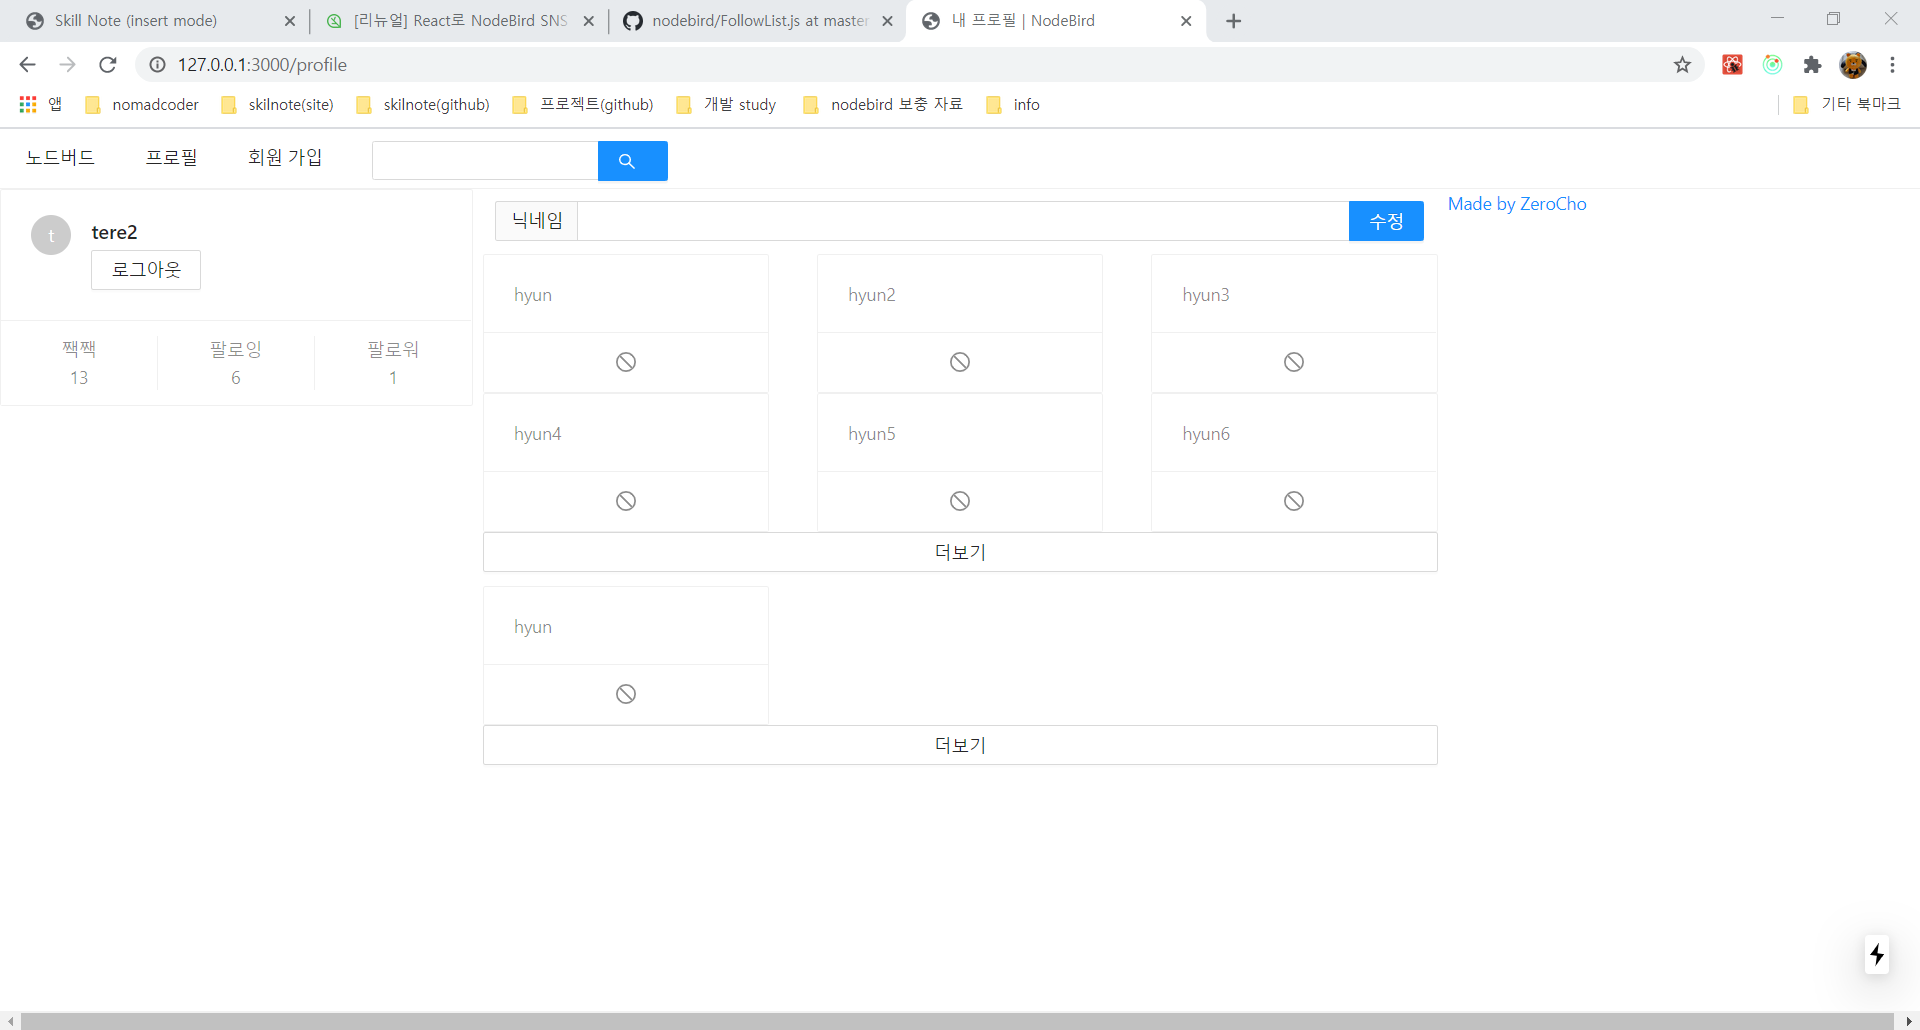 Skill Note (insert mode)
[리뉴얼] React로 NodeBird SNS
nodebird/FollowList.js at master
내 프로필 | NodeBird
127.0.0.1:3000/profile
앱
nomadcoder
skilnote(site)
skilnote(github)
프로젝트(github)
개발 study
nodebird 보충 자료
info
기타 북마크
노드버드
프로필
회원 가입
t
tere2
로그아웃
짹짹
13
팔로잉
6
팔로워
1
닉네임
수정
hyun
hyun2
hyun3
hyun4
hyun5
hyun6
더보기
hyun
더보기
Made by ZeroCho